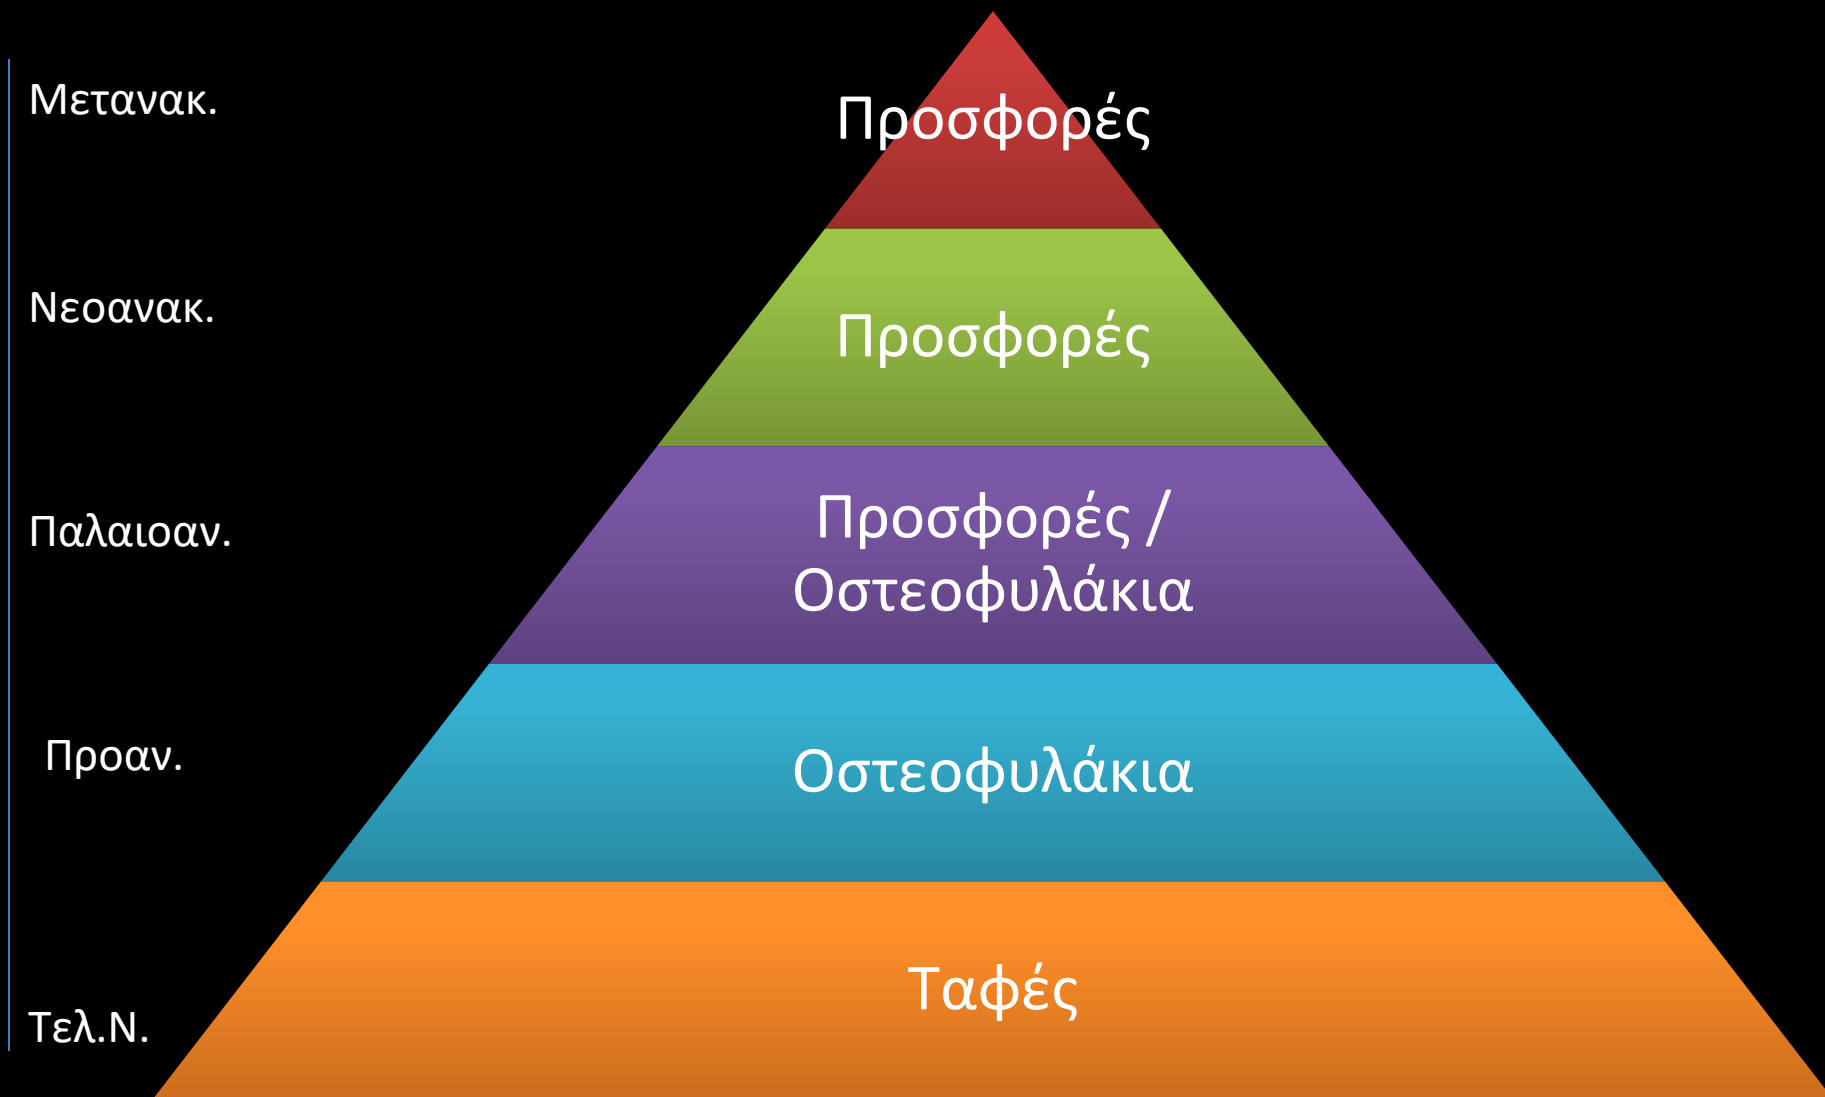 Μετανακ.
Προσφορές
Νεοανακ.
Προσφορές
Παλαιοαν.
Προσφορές /
Οστεοφυλάκια
Προαν.
Οστεοφυλάκια
Ταφές
Τελ.Ν.